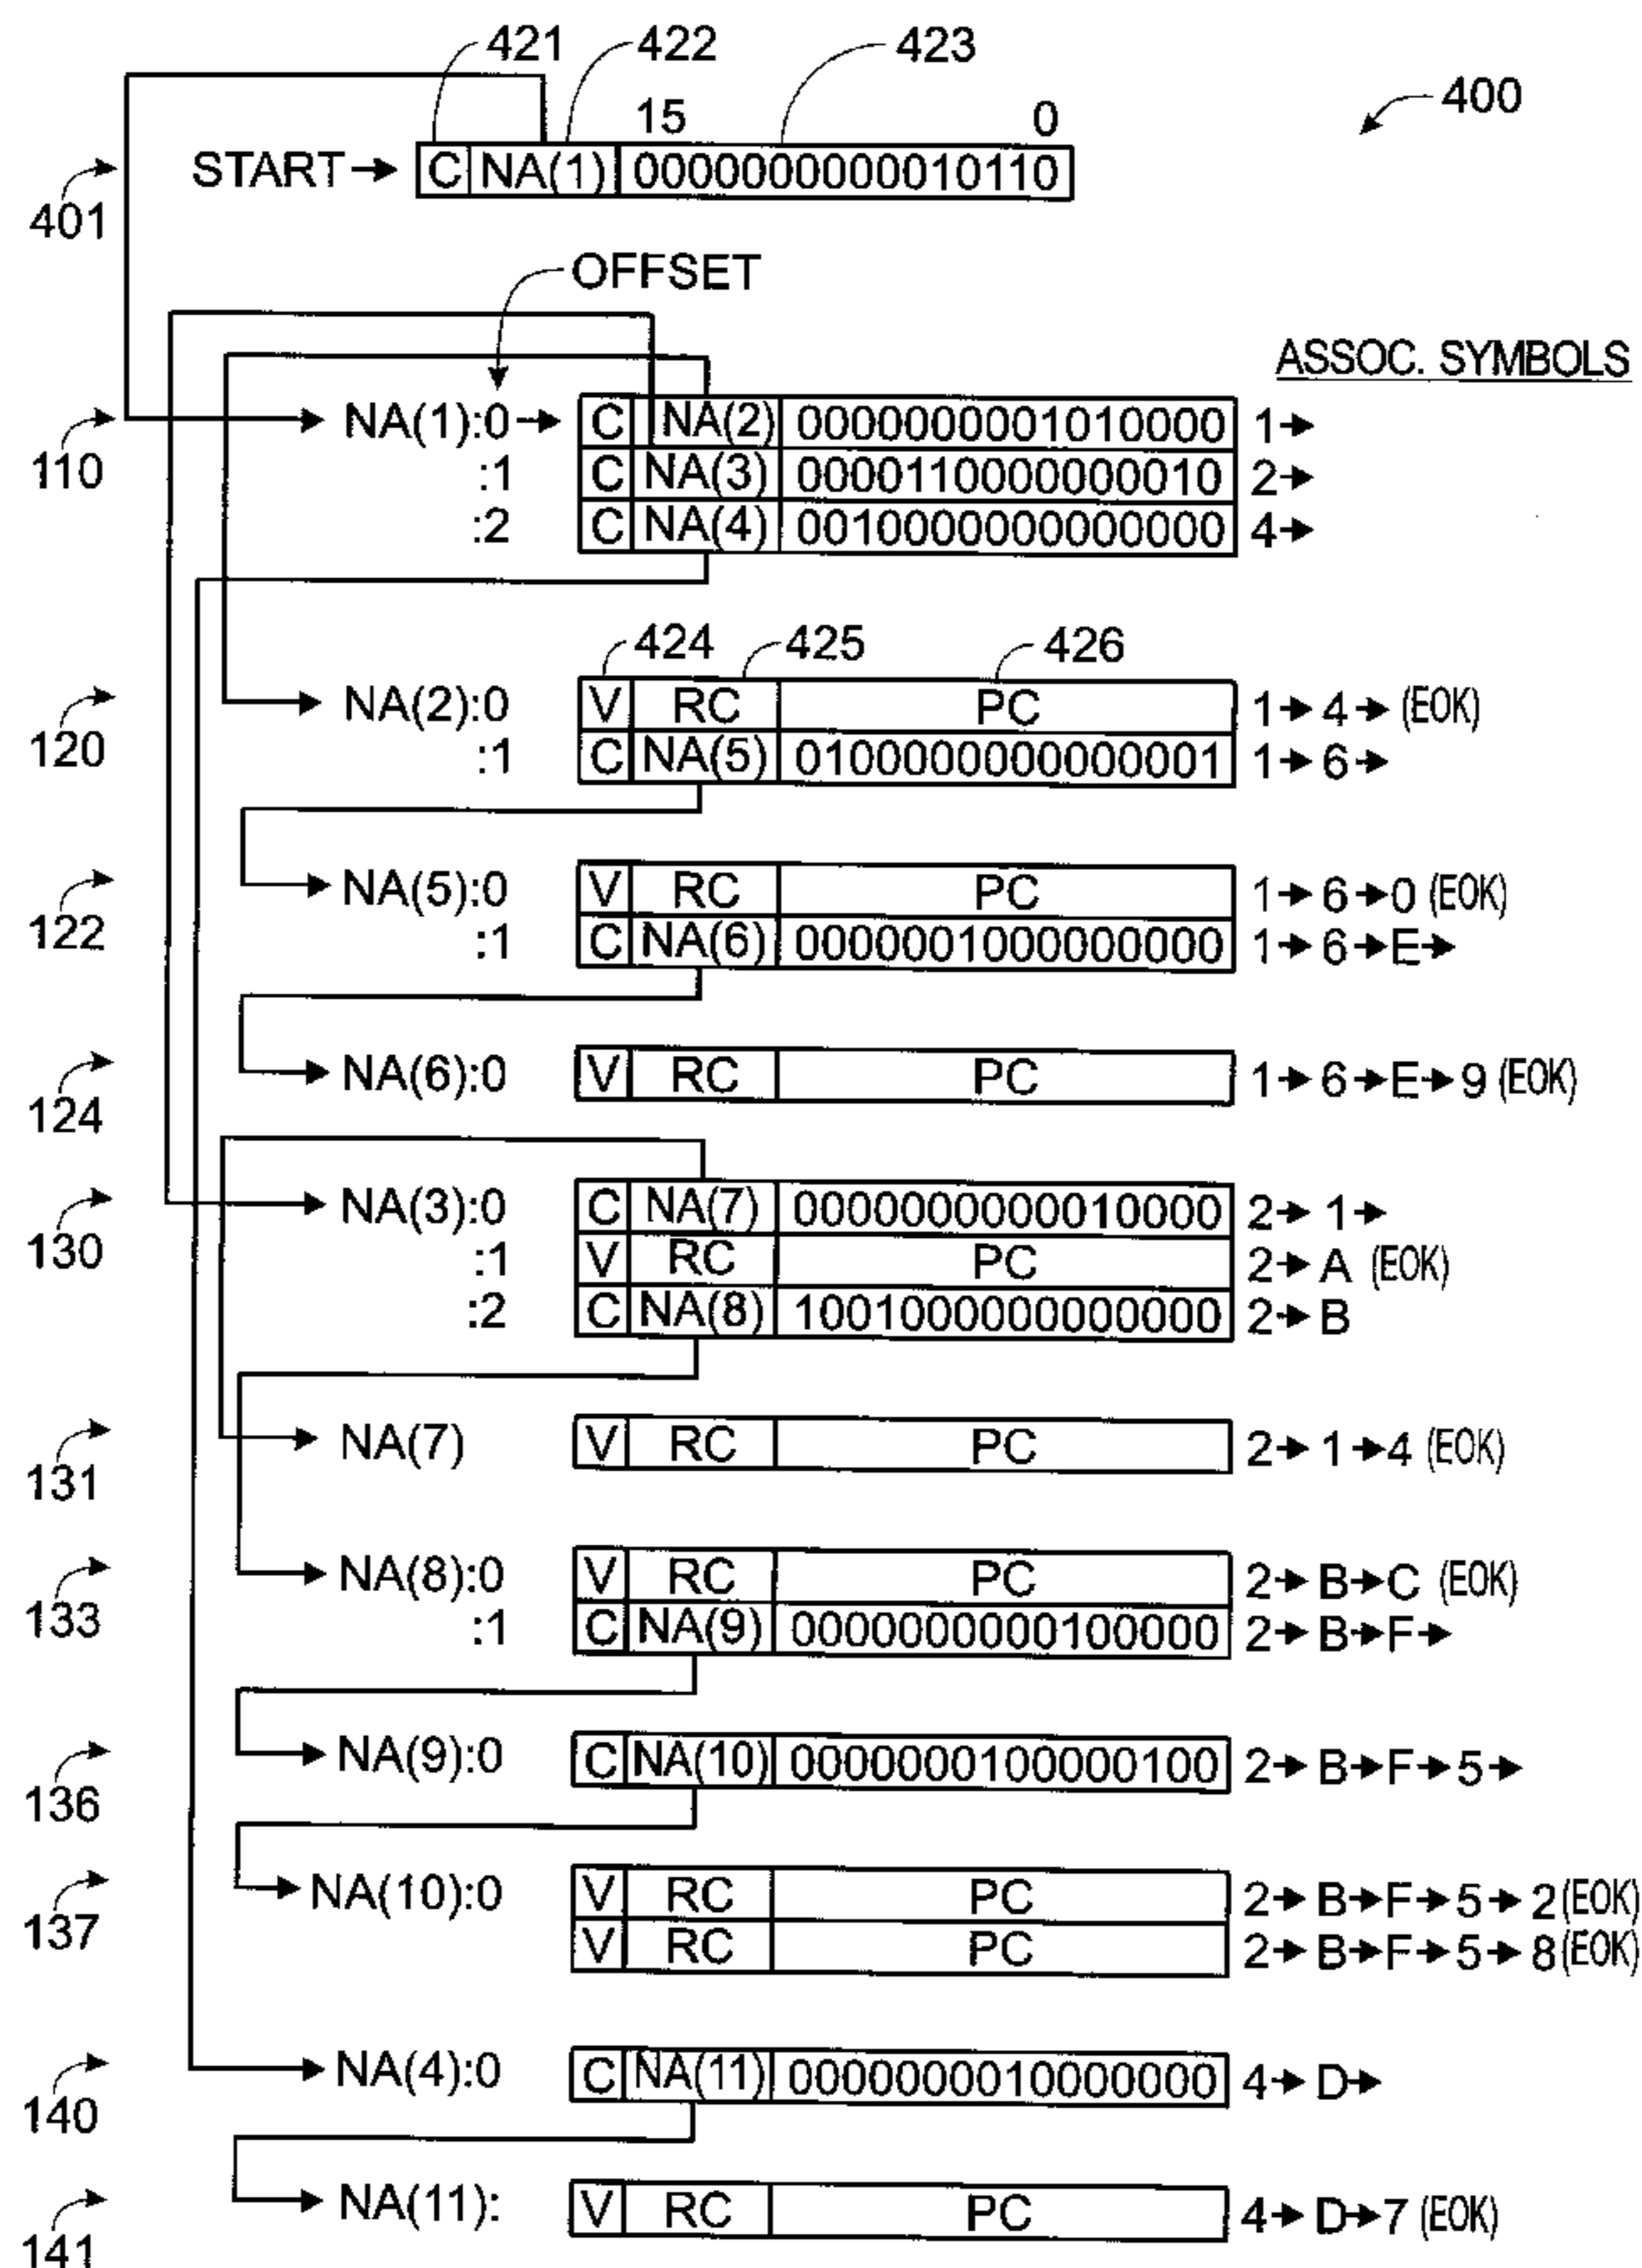 421 422 423
15 0 400
START→ C NA(1) 0000000000010110
401
OFFSET
ASSOC. SYMBOLS
110 NA(1):0→ C NA(2) 0000000001010000 1→
:1 C NA(3) 0000110000000010 2→
:2 C NA(4) 0010000000000000 4→
424 425 426
120 NA(2):0 V RC PC 1→4→ (EOK)
:1 C NA(5) 0100000000000001 1→6→
122 NA(5):0 V RC PC 1→6→0 (EOK)
:1 C NA(6) 0000001000000000 1→6→E→
124 NA(6):0 V RC PC 1→6→E→9 (EOK)
130 NA(3):0 C NA(7) 0000000000010000 2→1→
:1 V RC PC 2→A (EOK)
:2 C NA(8) 1001000000000000 2→B
131 NA(7) V RC PC 2→1→4 (EOK)
133 NA(8):0 V RC PC 2→B→C (EOK)
:1 C NA(9) 0000000000100000 2→B→F→
136 NA(9):0 C NA(10) 0000000100000100 2→B→F→5→
137 NA(10):0 V RC PC 2→B→F→5→2(EOK)
V RC PC 2→B→F→5→8(EOK)
140 NA(4):0 C NA(11) 0000000010000000 4→D→
141 NA(11): V RC PC 4→D→7 (EOK)